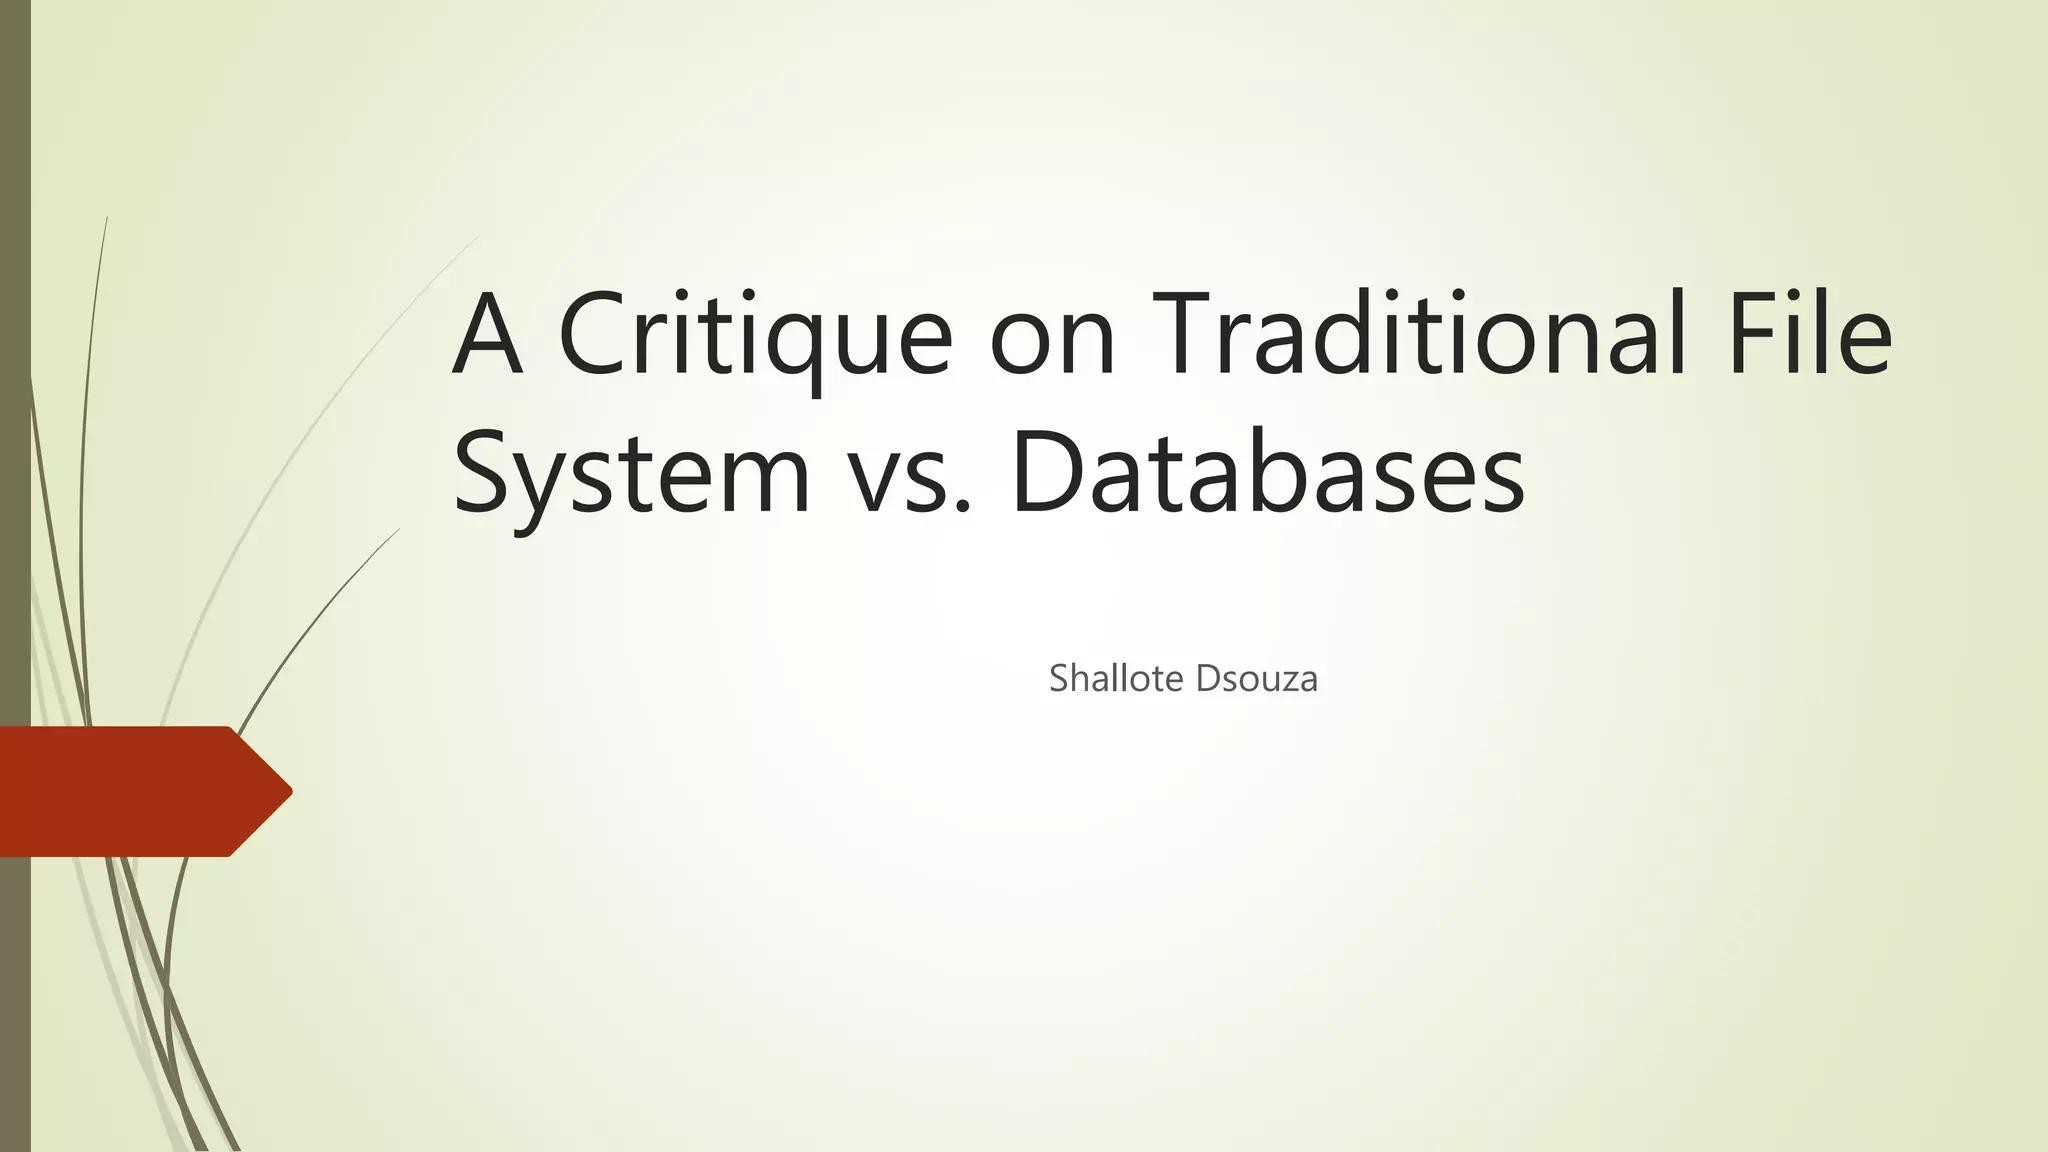 A Critique on Traditional File
System vs. Databases
Shallote Dsouza